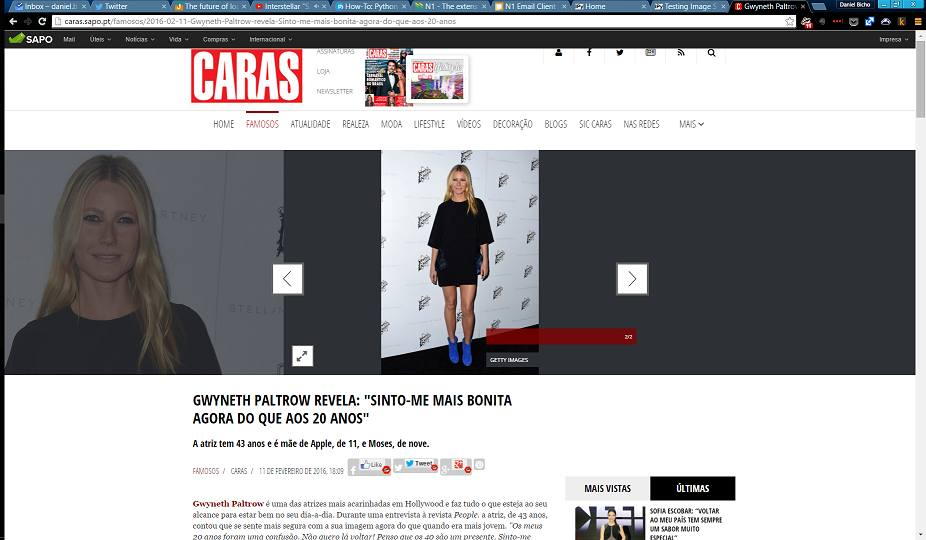 Inbox – daniel.b
Twitter
The future of lo
Interstellar "S
How-To: Python
N1 - The extens
N1 Email Client
Home
Testing Image S
Gwyneth Paltrow
Daniel Bicho
caras.sapo.pt/famosos/2016-02-11-Gwyneth-Paltrow-revela-Sinto-me-mais-bonita-agora-do-que-aos-20-anos
SAPO Mail Úteis Notícias Vida Compras Internacional Imprensa
CARAS
ASSINATURAS
LOJA
NEWSLETTER
CARAS
CARAS
HOME FAMOSOS ATUALIDADE REALEZA MODA LIFESTYLE VÍDEOS DECORAÇÃO BLOGS SIC CARAS NAS REDES MAIS
2/2
GETTY IMAGES
GWYNETH PALTROW REVELA: "SINTO-ME MAIS BONITA
AGORA DO QUE AOS 20 ANOS"
A atriz tem 43 anos e é mãe de Apple, de 11, e Moses, de nove.
FAMOSOS / CARAS / 11 DE FEVEREIRO DE 2016, 18:09 Like Tweet
MAIS VISTAS ÚLTIMAS
Gwyneth Paltrow é uma das atrizes mais acarinhadas em Hollywood e faz tudo o que esteja ao seu
alcance para estar bem no seu dia-a-dia. Durante uma entrevista à revista People, a atriz, de 43 anos,
contou que se sente mais segura com a sua imagem agora do que quando era mais jovem. "Os meus
20 anos foram uma confusão. Não quero lá voltar! Penso que os 40 são um presente. Sinto-me
SOFIA ESCOBAR: "VOLTAR
AO MEU PAÍS TEM SEMPRE
UM SABOR MUITO
ESPECIAL"